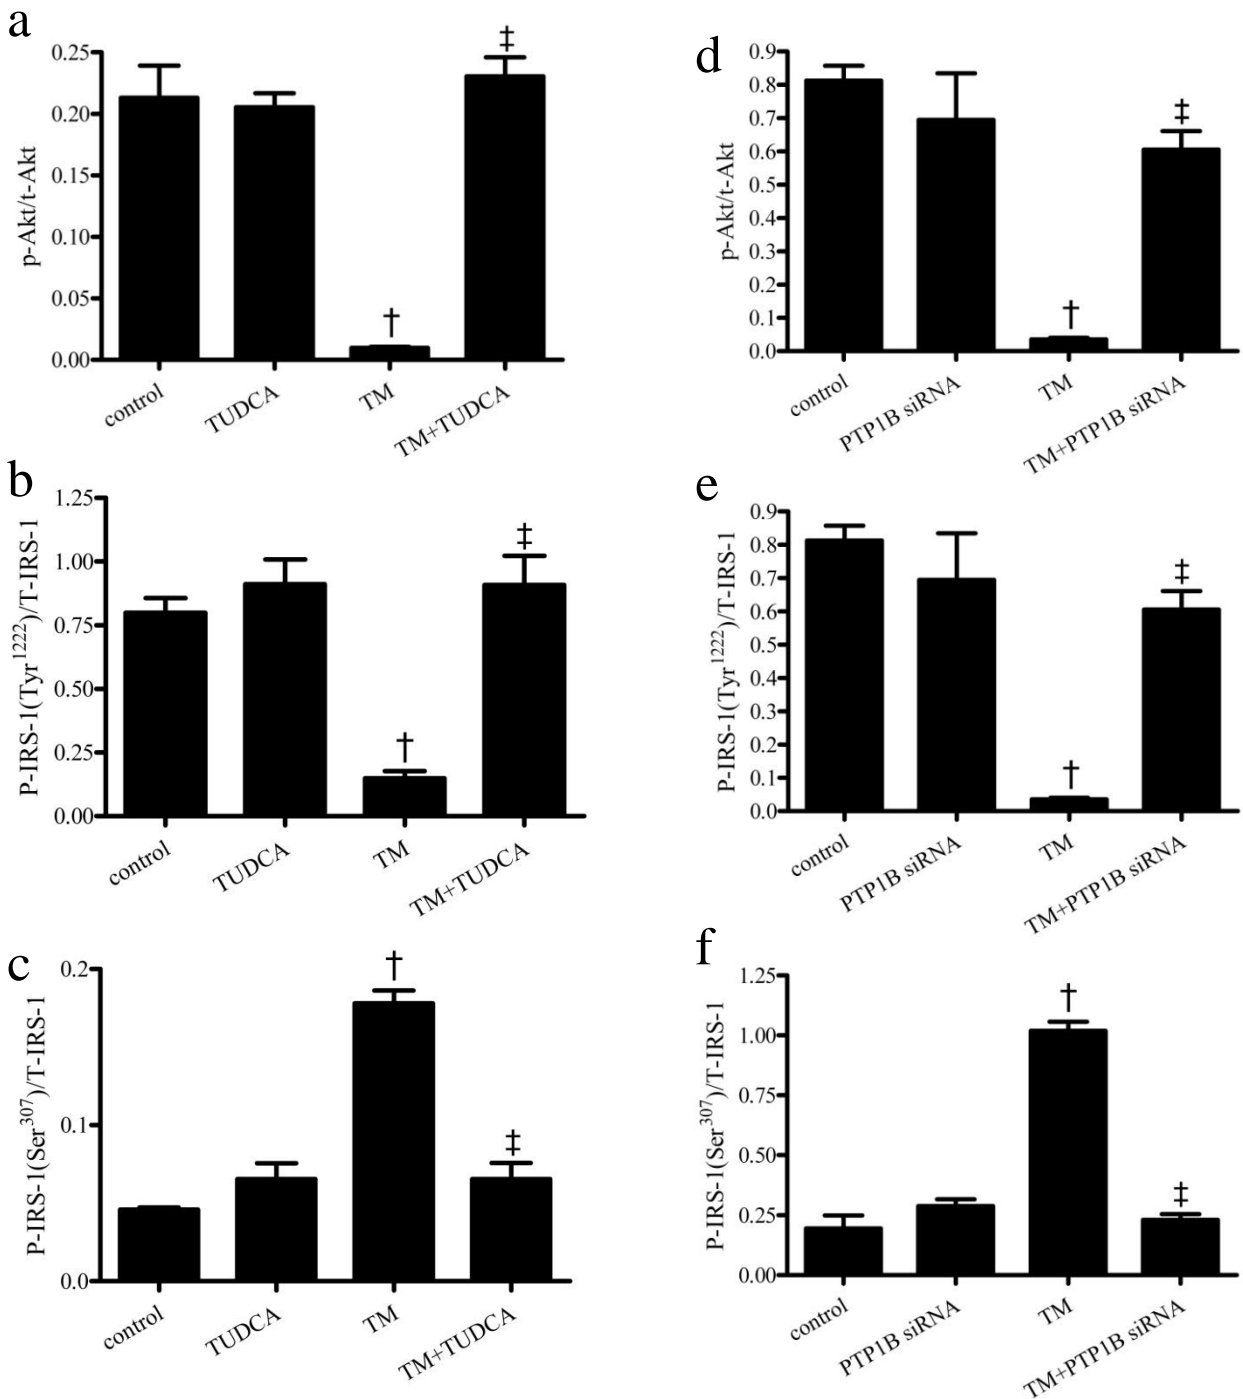 a
p-Akt/t-Akt
0.25
0.20
0.15
0.10
0.05
0.00
†
‡
control
TUDCA
TM
TM+TUDCA
b
P-IRS-1(Tyr1222)/T-IRS-1
1.25
1.00
0.75
0.50
0.25
0.00
†
‡
control
TUDCA
TM
TM+TUDCA
c
P-IRS-1(Ser307)/T-IRS-1
0.2
0.1
0.0
†
‡
control
TUDCA
TM
TM+TUDCA
d
p-Akt/t-Akt
0.9
0.8
0.7
0.6
0.5
0.4
0.3
0.2
0.1
0.0
†
‡
control
PTP1B siRNA
TM
TM+PTP1B siRNA
e
P-IRS-1(Tyr1222)/T-IRS-1
0.9
0.8
0.7
0.6
0.5
0.4
0.3
0.2
0.1
0.0
†
‡
control
PTP1B siRNA
TM
TM+PTP1B siRNA
f
P-IRS-1(Ser307)/T-IRS-1
1.25
1.00
0.75
0.50
0.25
0.00
†
‡
control
PTP1B siRNA
TM
TM+PTP1B siRNA